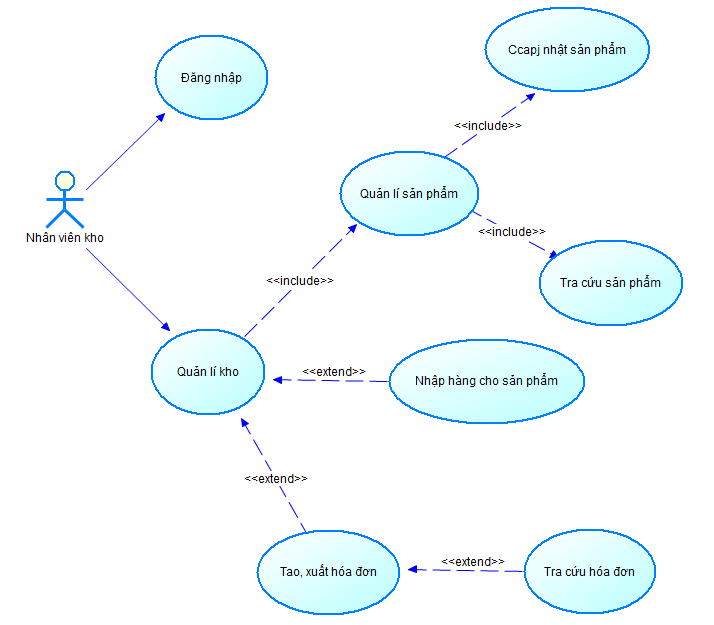 Ccapj nhật sản phẩm
Đăng nhập
<<include>>
Quản lí sản phẩm
Nhân viên kho
<<include>>
<<include>>
Tra cứu sản phẩm
Quản lí kho
<<extend>>
Nhập hàng cho sản phẩm
<<extend>>
Tao, xuất hóa đơn
<<extend>>
Tra cứu hóa đơn